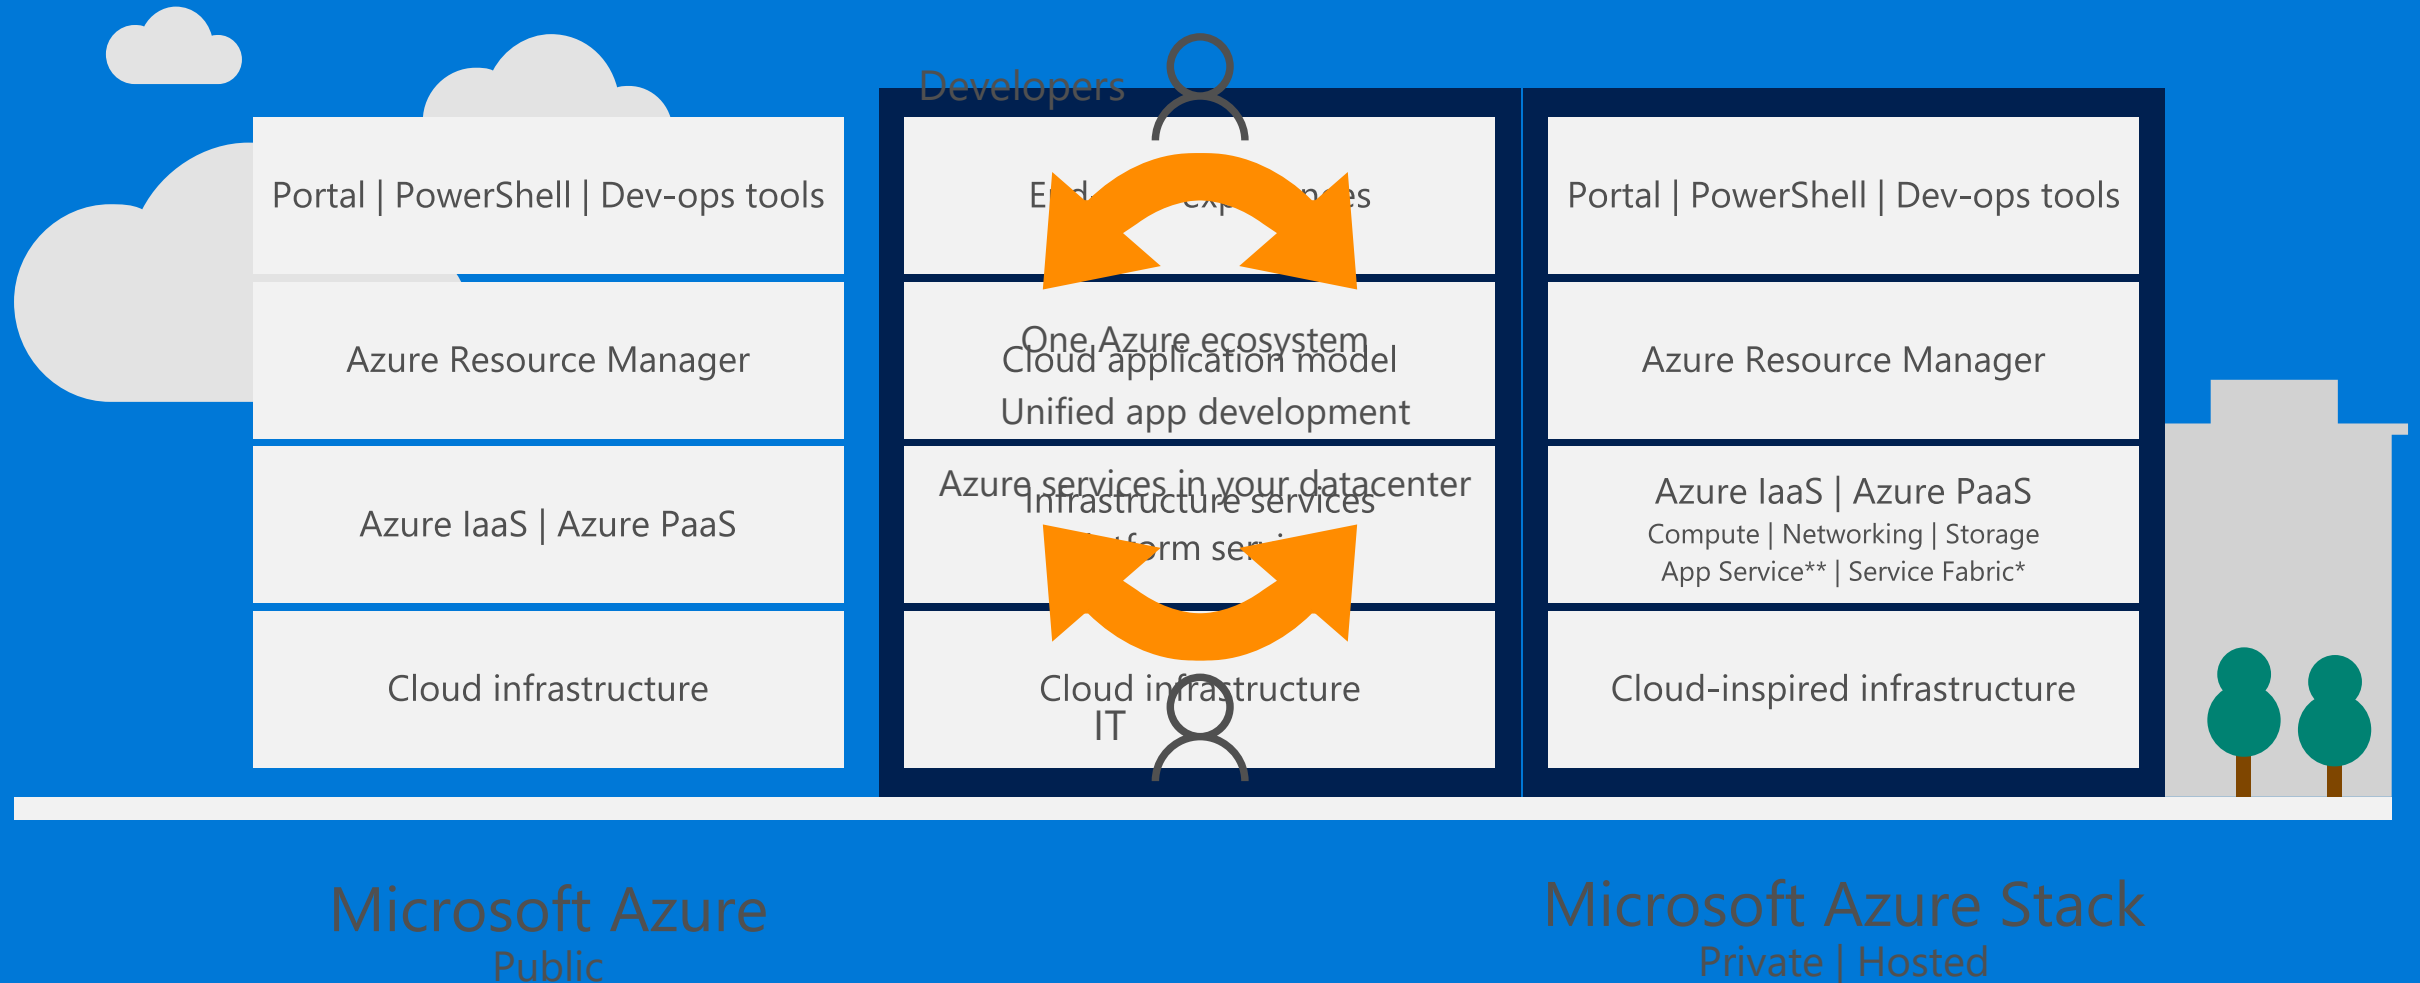 Developers
Portal | PowerShell | Dev-ops tools
Azure Resource Manager
Azure IaaS | Azure PaaS
Cloud infrastructure
One Azure ecosystem
Cloud application model
Unified app development
Azure services in your datacenter
Infrastructure services
Cloud infrastructure
IT
Portal | PowerShell | Dev-ops tools
Azure Resource Manager
Azure IaaS | Azure PaaS
Compute | Networking | Storage
App Service** | Service Fabric*
Cloud-inspired infrastructure
Microsoft Azure
Public
Microsoft Azure Stack
Private | Hosted